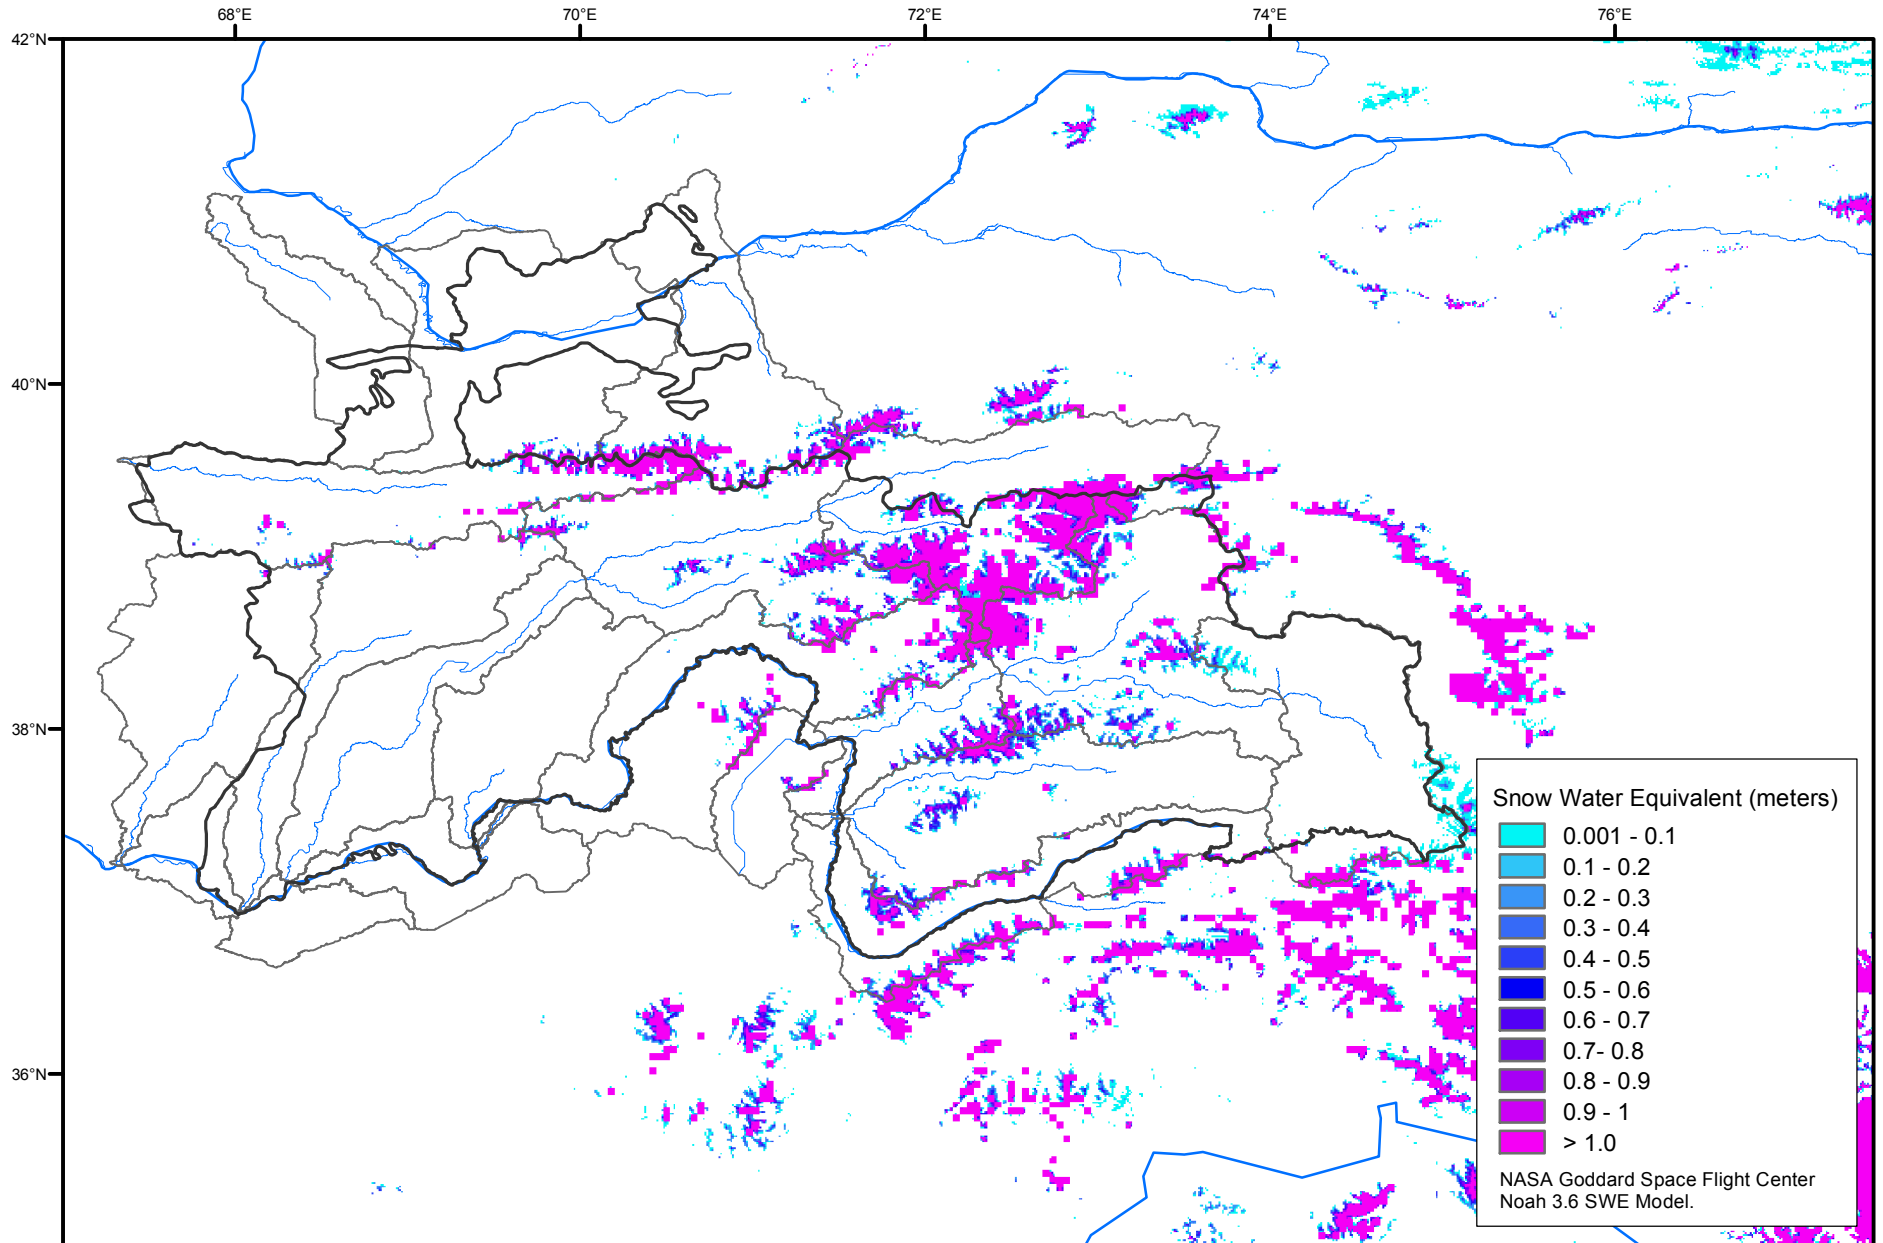 68°E
70°E
72°E
74°E
76°E
42°N
40°N
38°N
36°N
Snow Water Equivalent (meters)
0.001 - 0.1
0.1 - 0.2
0.2 - 0.3
0.3 - 0.4
0.4 - 0.5
0.5 - 0.6
0.6 - 0.7
0.7- 0.8
0.8 - 0.9
0.9 - 1
> 1.0
NASA Goddard Space Flight Center
Noah 3.6 SWE Model.